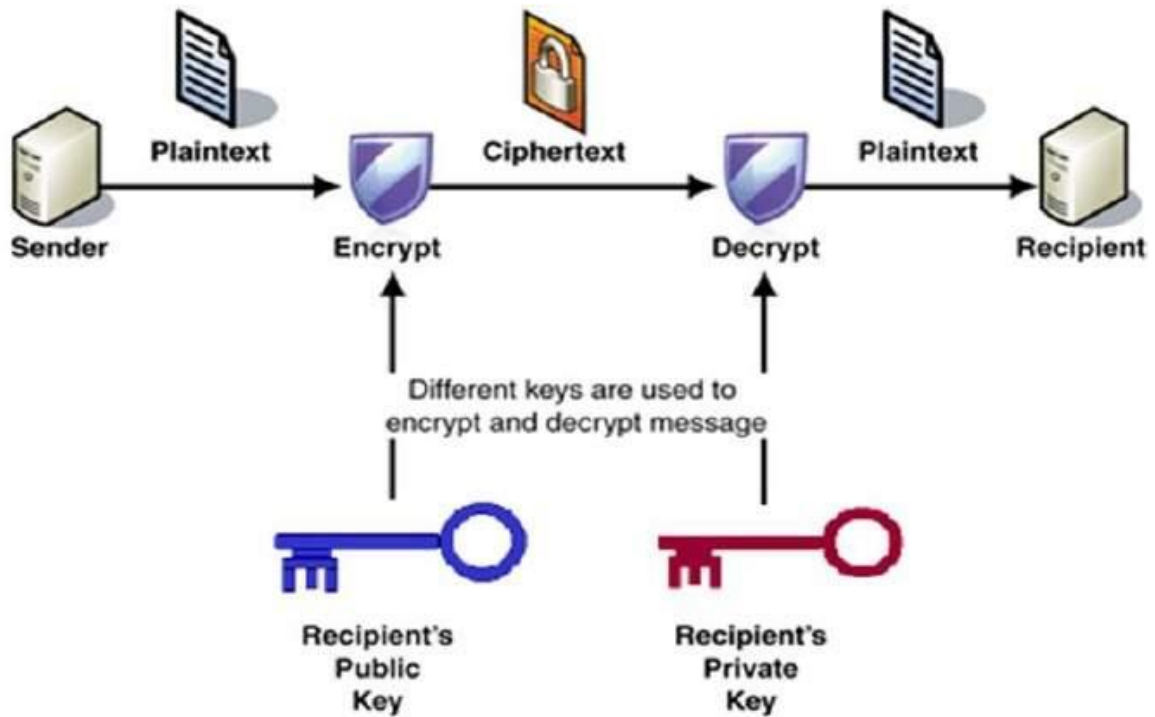 Plaintext
Ciphertext
Plaintext
Sender
Encrypt
Decrypt
Recipient
Different keys are used to
encrypt and decrypt message
Recipient's
Public
Key
Recipient's
Private
Key